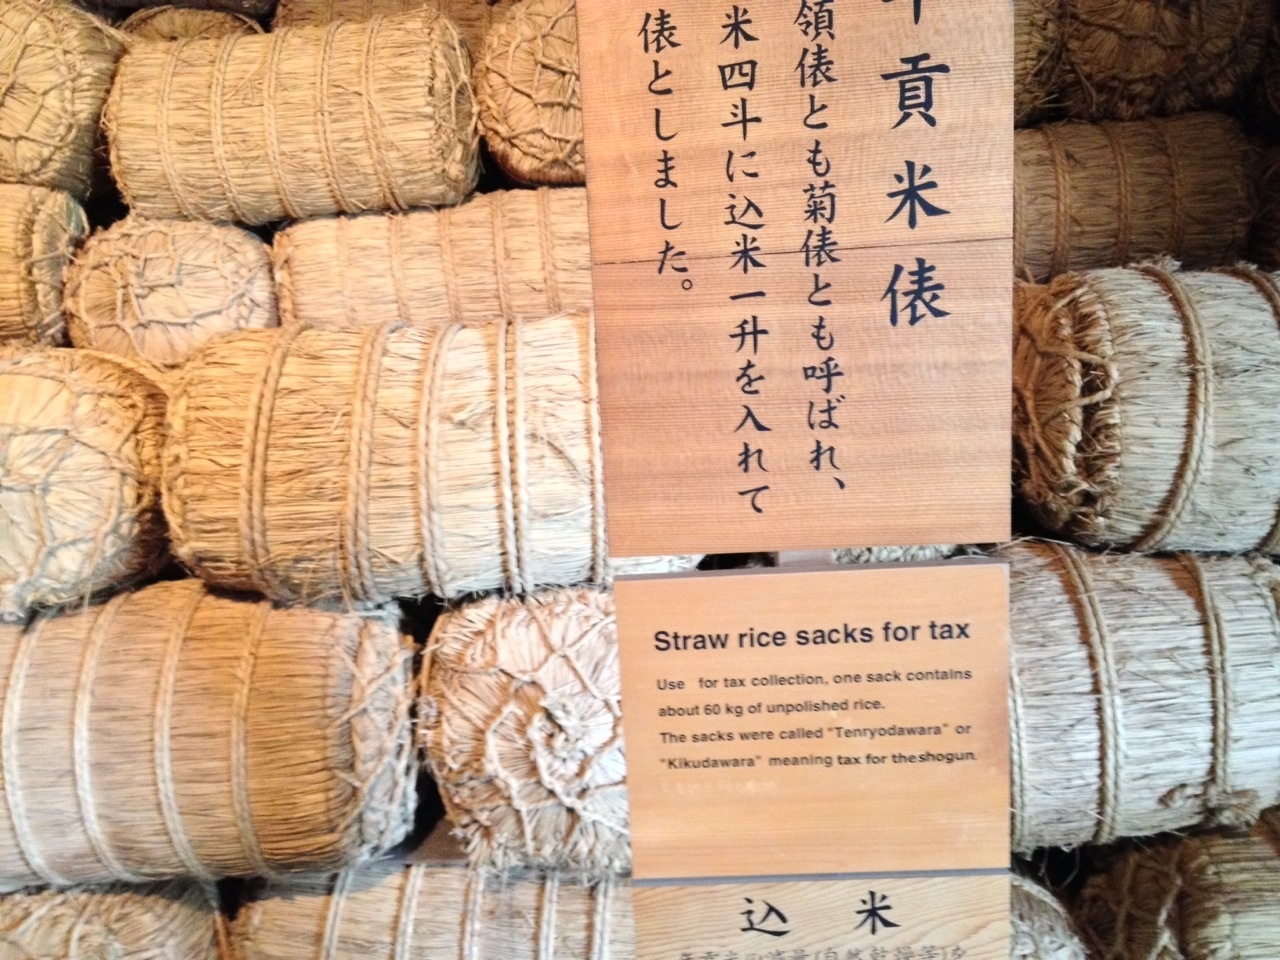 年貢米俵
領俵とも菊俵とも呼ばれ、
米四斗に込米一升を入れて
俵としました。
Straw rice sacks for tax
Use for tax collection, one sack contains
about 60 kg of unpolished rice.
The sacks were called "Tenryodawara" or
"Kikudawara" meaning tax for the shogun.
込米